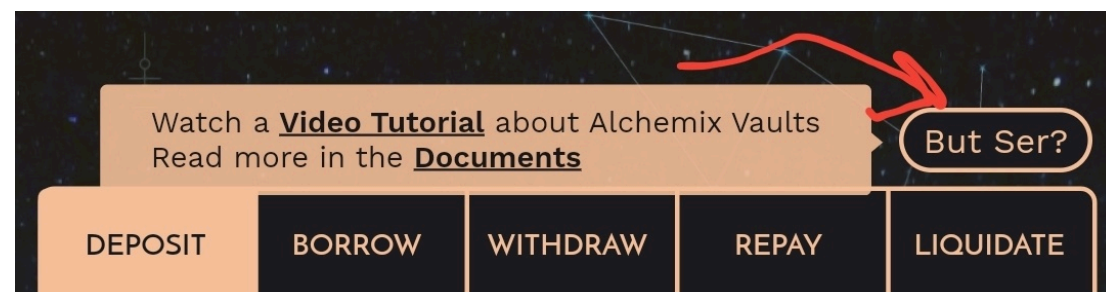 Watch a Video Tutorial about Alchemix Vaults
Read more in the Documents
But Ser?
DEPOSIT BORROW WITHDRAW REPAY LIQUIDATE